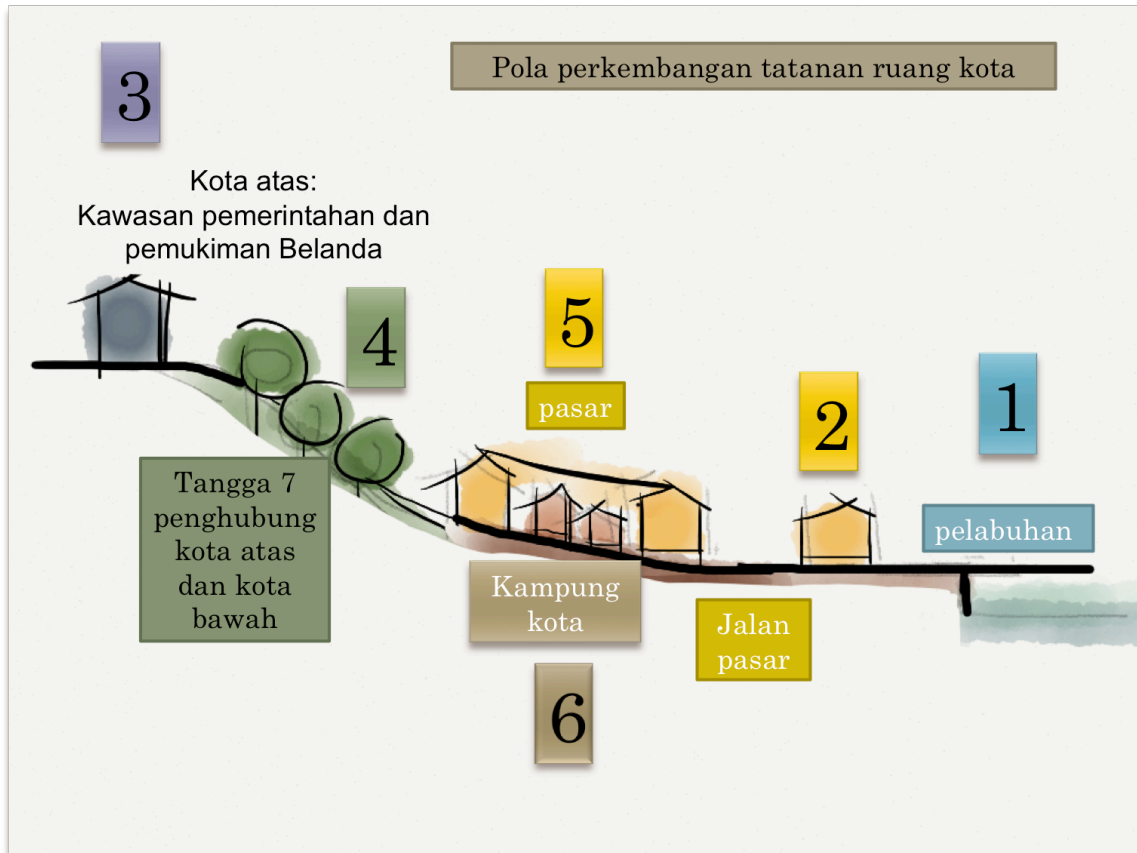 3
Pola perkembangan tatanan ruang kota
Kota atas:
Kawasan pemerintahan dan
pemukiman Belanda
4
5
pasar
2
1
pelabuhan
Tangga 7
penghubung
kota atas
dan kota
bawah
Kampung
kota
Jalan
pasar
6